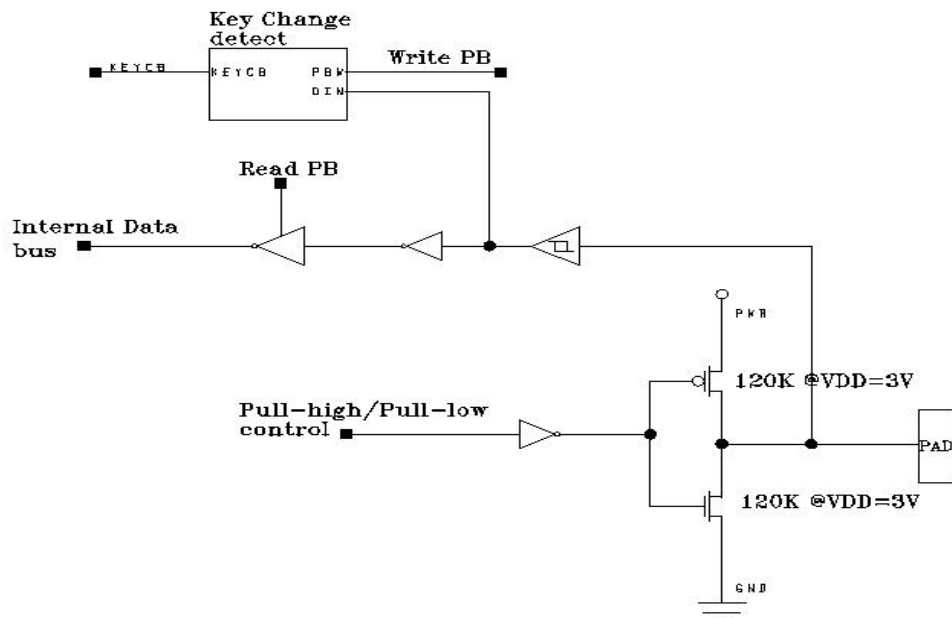 Key Change
detect
KEYCB
KEYCB
PBW
Write PB
DIN
Read PB
Internal Data
bus
PWR
120K @VDD=3V
Pull-high/Pull-low
control
PAD
120K @VDD=3V
GND